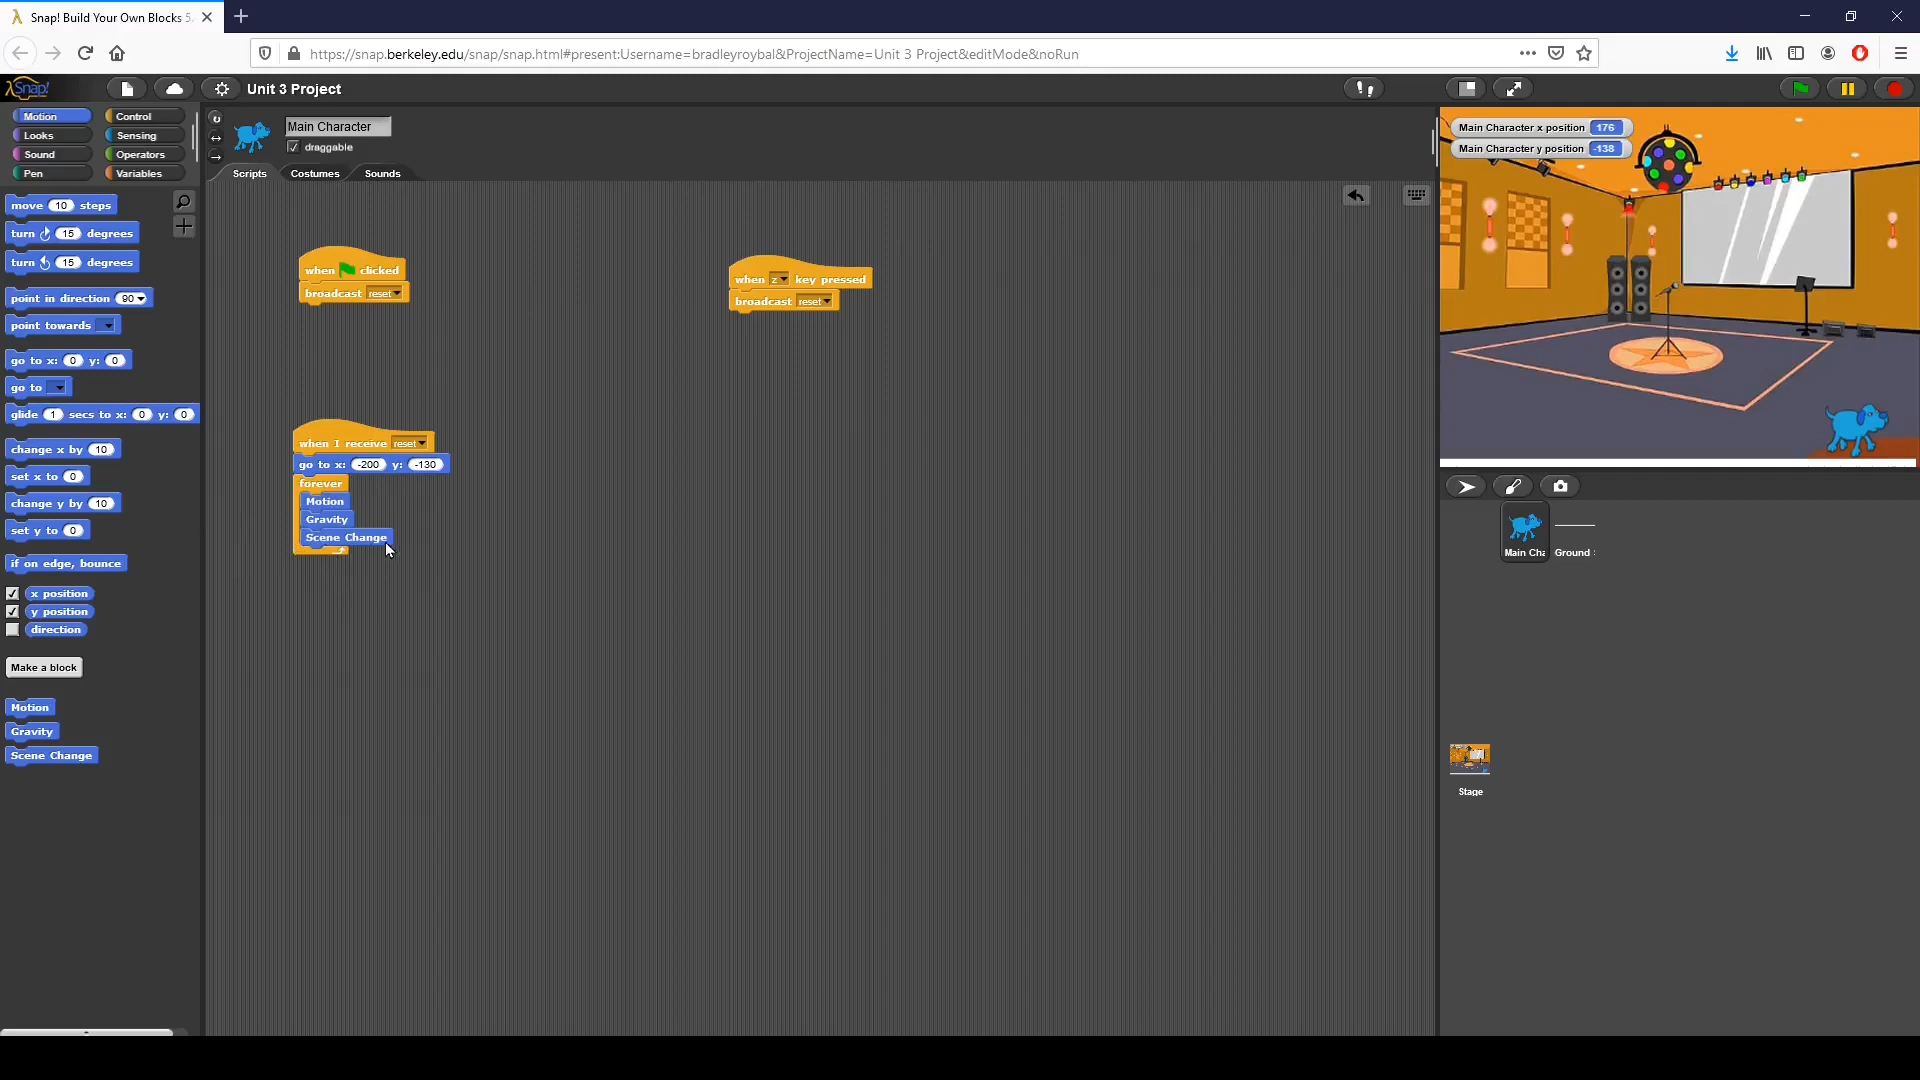 Snap! Build Your Own Blocks 5.
https://snap.berkeley.edu/snap/snap.html#present:Username=bradleyroybal&ProjectName=Unit 3 Project&editMode&noRun
Snap!
Unit 3 Project
Motion
Control
Looks
Sensing
Sound
Operators
Pen
Variables
Main Character
draggable
Scripts
Costumes
Sounds
move 10 steps
turn 15 degrees
turn 15 degrees
point in direction 90
point towards
go to x: 0 y: 0
go to
glide 1 secs to x: 0 y: 0
change x by 10
set x to 0
change y by 10
set y to 0
if on edge, bounce
x position
y position
direction
Make a block
Motion
Gravity
Scene Change
when clicked
broadcast reset
when z key pressed
broadcast reset
when I receive reset
go to x: -200 y: -130
forever
Motion
Gravity
Scene Change
Main Character x position 176
Main Character y position -138
Main Cha
Ground
Stage